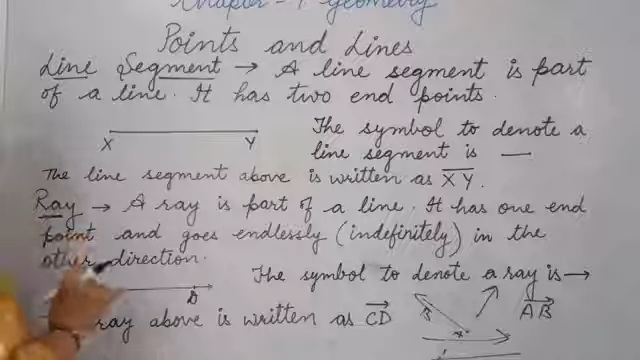 Chapter - 1 Geometry
Points and Lines
Line Segment → A line segment is part
of a line. It has two end points.
X Y
The symbol to denote a
line segment is —
The line segment above is written as X͞Y͞.
Ray → A ray is part of a line. It has one end
point and goes endlessly (indefinitely) in the
other direction.
D
The symbol to denote a ray is →
ray above is written as C⃗D⃗
A⃗B⃗